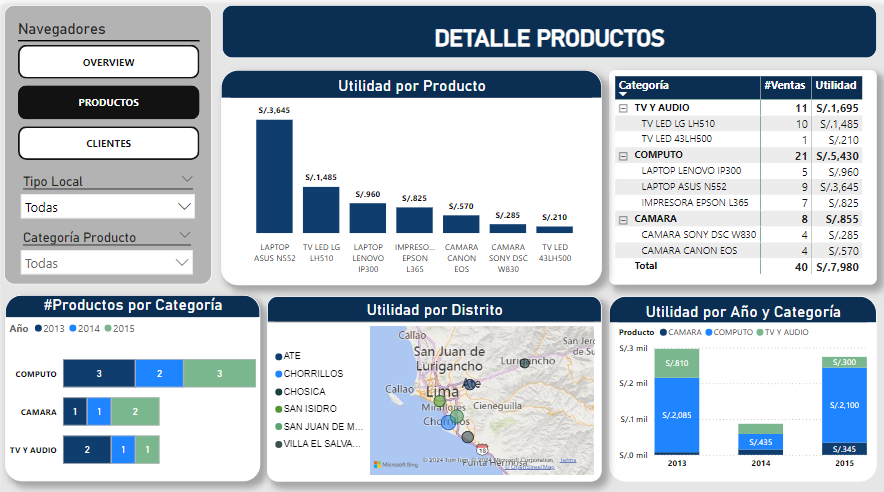 Navegadores
OVERVIEW
PRODUCTOS
CLIENTES
Tipo Local
Todas
Categoría Producto
Todas
DETALLE PRODUCTOS
Utilidad por Producto
S/.3,645
S/.1,485
S/.960
S/.825
S/.570
S/.285
S/.210
LAPTOP ASUS N552
TV LED LG LH510
LAPTOP LENOVO IP300
IMPRESO... EPSON L365
CAMARA CANON EOS
CAMARA SONY DSC W830
TV LED 43LH500
Categoría #Ventas Utilidad
TV Y AUDIO 11 S/.1,695
TV LED LG LH510 10 S/.1,485
TV LED 43LH500 1 S/.210
COMPUTO 21 S/.5,430
LAPTOP LENOVO IP300 5 S/.960
LAPTOP ASUS N552 9 S/.3,645
IMPRESORA EPSON L365 7 S/.825
CAMARA 8 S/.855
CAMARA SONY DSC W830 4 S/.285
CAMARA CANON EOS 4 S/.570
Total 40 S/.7,980
#Productos por Categoría
Año 2013 2014 2015
COMPUTO 3 2 3
CAMARA 1 1 2
TV Y AUDIO 2 1 1
Utilidad por Distrito
ATE
CHORRILLOS
CHOSICA
SAN ISIDRO
SAN JUAN DE M...
VILLA EL SALVA...
Callao
San Juan de
Lurigancho
Lurigancho
San Jer
de Su
Callao
Lima
Ate
Miraflores
Cieneguilla
Chorrillos
18
Punta Hermosa
Microsoft Bing
© 2024 TomTom, © 2024 Microsoft Corporation, Terms
© OpenStreetMap
Utilidad por Año y Categoría
Producto CAMARA COMPUTO TV Y AUDIO
S/.3 mil
S/.2 mil
S/.1 mil
S/.0 mil
S/.810
S/.2,085
S/.435
S/.300
S/.2,100
S/.345
2013
2014
2015